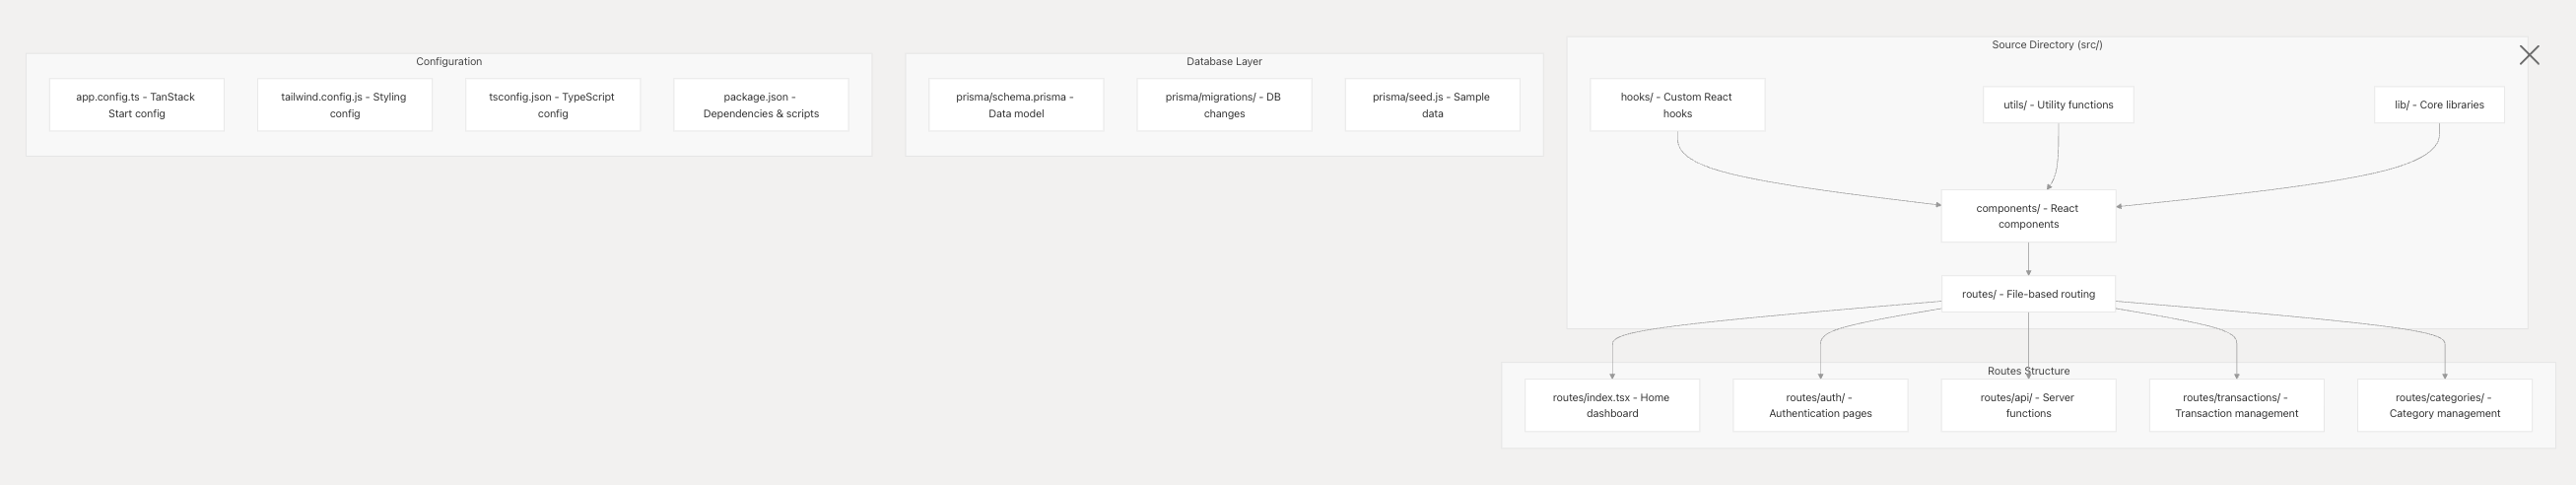 Configuration
app.config.ts - TanStack
Start config
tailwind.config.js - Styling
config
tsconfig.json - TypeScript
config
package.json -
Dependencies & scripts
Database Layer
prisma/schema.prisma -
Data model
prisma/migrations/ - DB
changes
prisma/seed.js - Sample
data
Source Directory (src/)
hooks/ - Custom React
hooks
utils/ - Utility functions
lib/ - Core libraries
components/ - React
components
routes/ - File-based routing
Routes Structure
routes/index.tsx - Home
dashboard
routes/auth/ -
Authentication pages
routes/api/ - Server
functions
routes/transactions/ -
Transaction management
routes/categories/ -
Category management